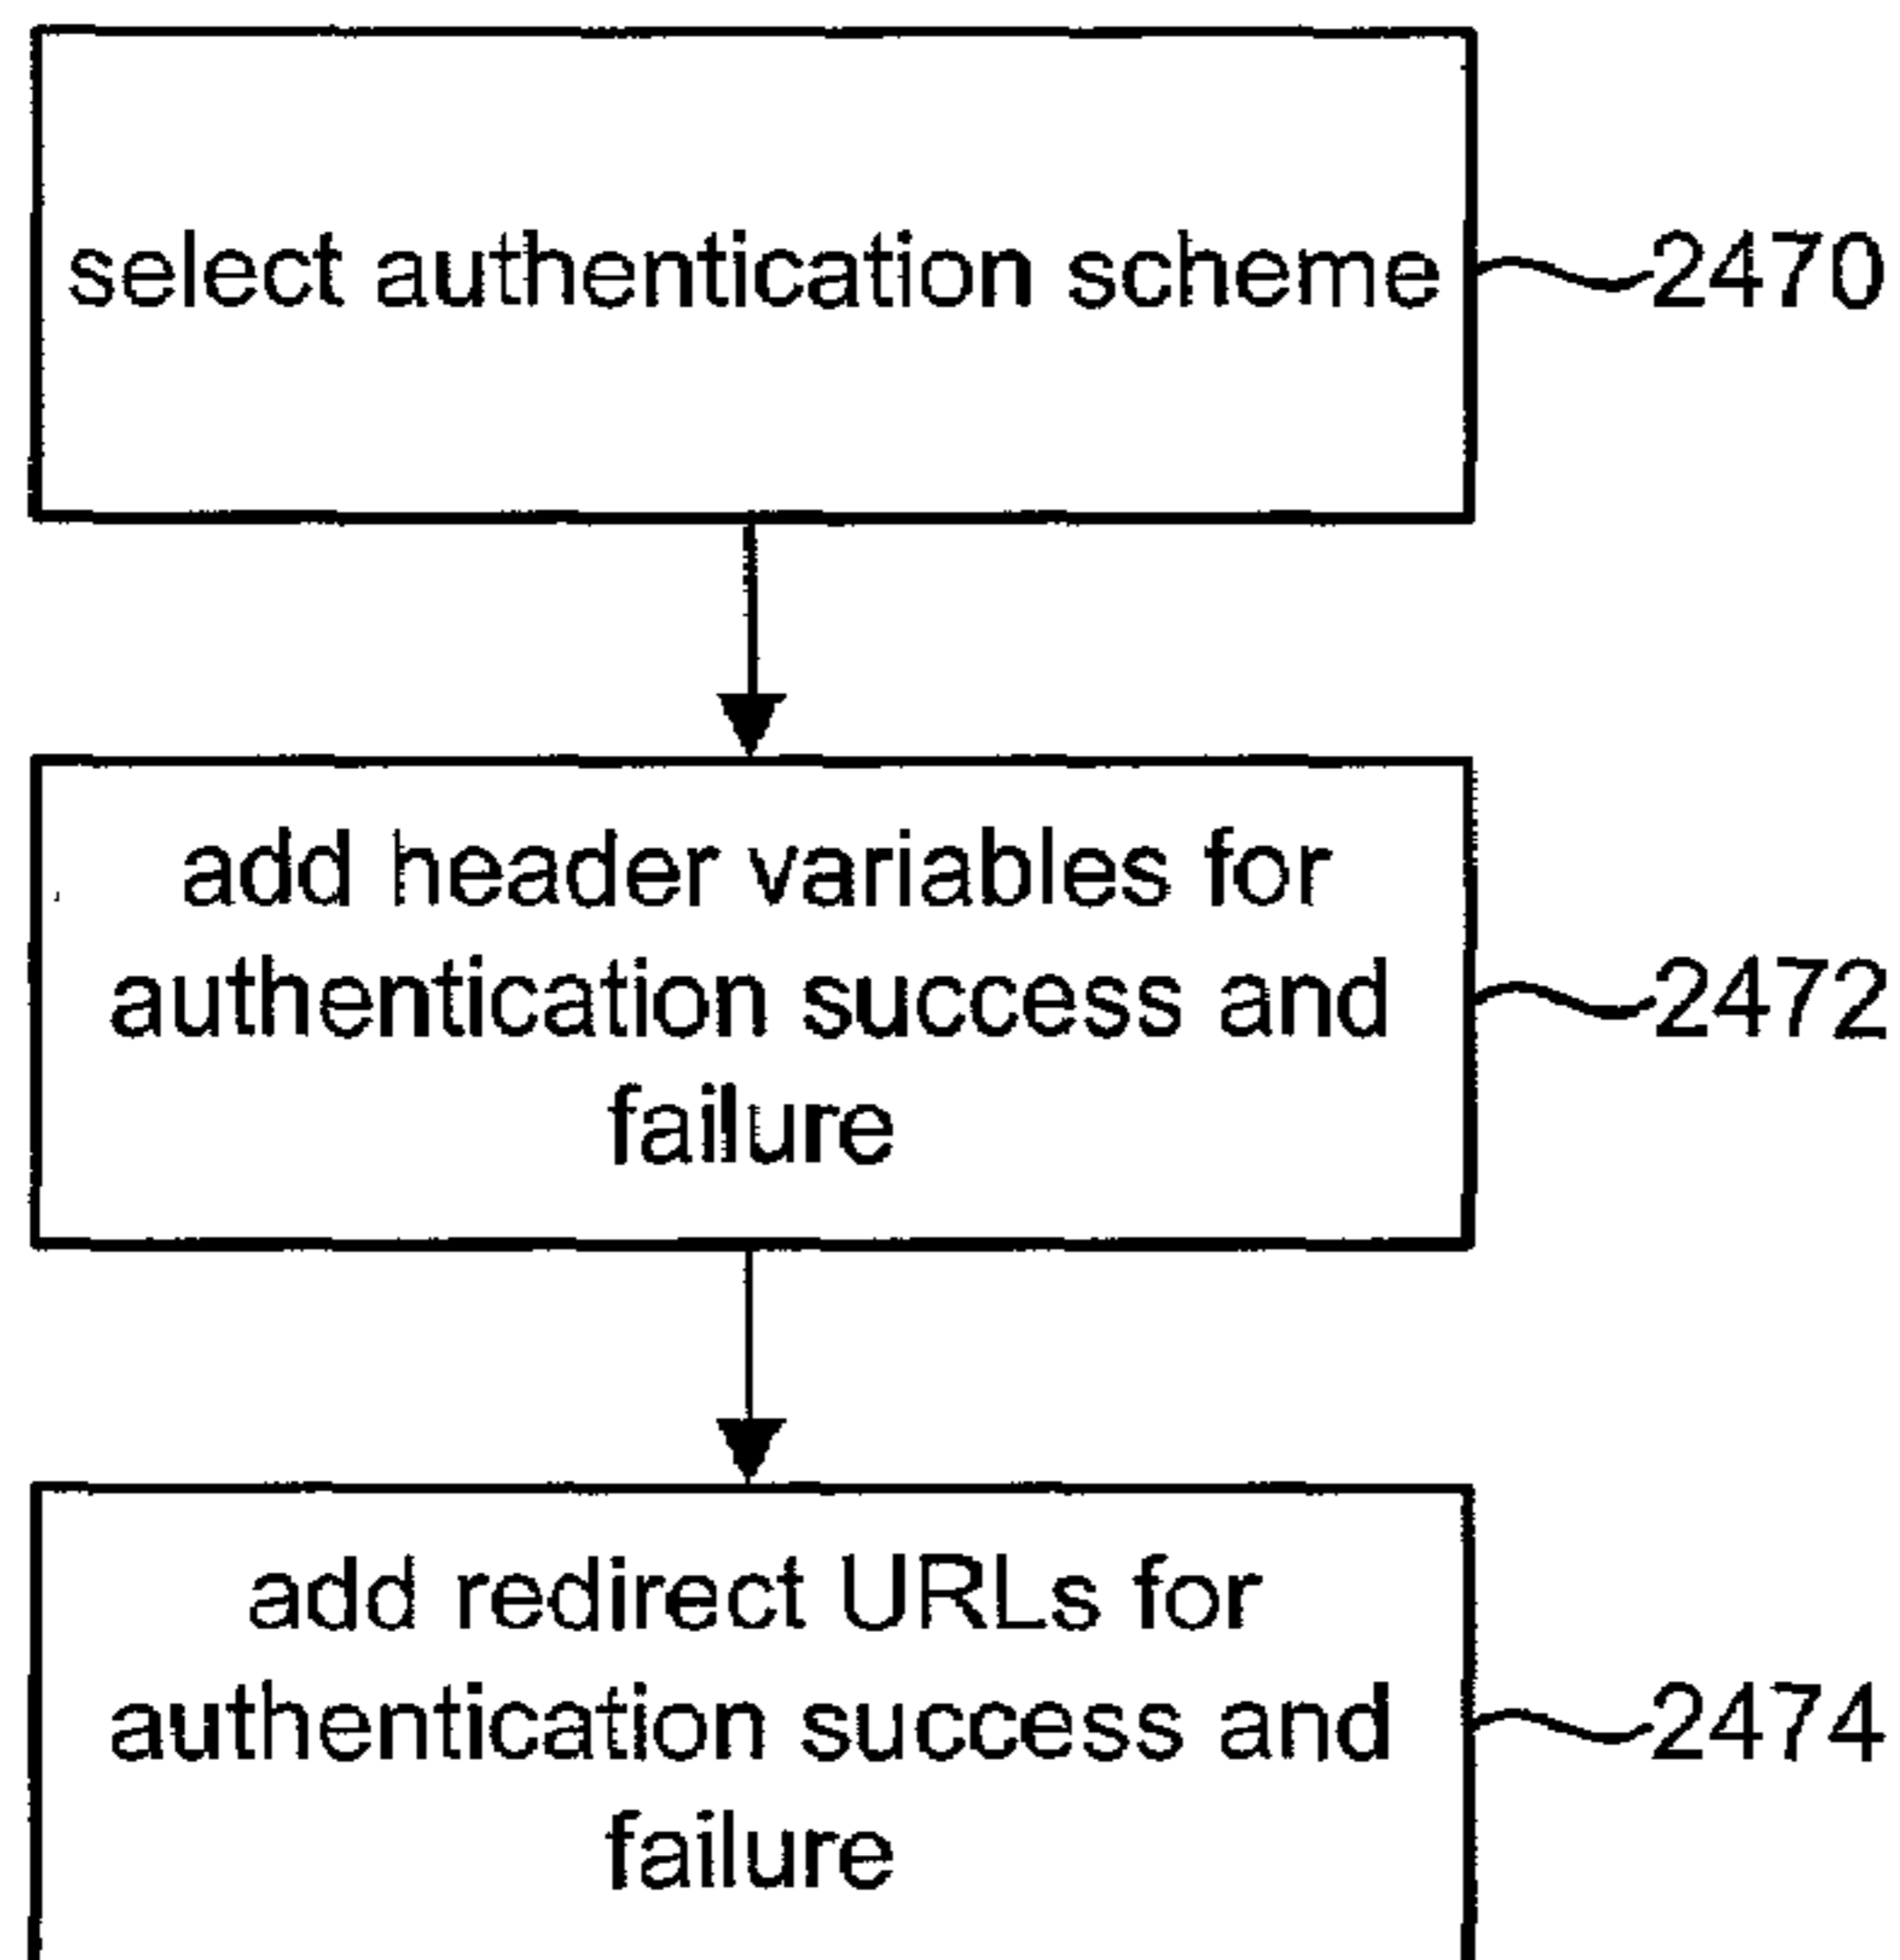 select authentication scheme
2470
add header variables for
authentication success and
2472
failure
add redirect URLs for
authentication success and
2474
failure